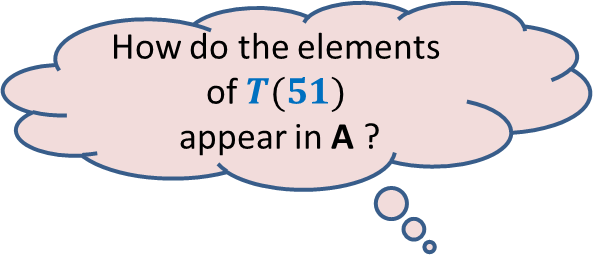 How do the elements
of T(51)
appear in A ?